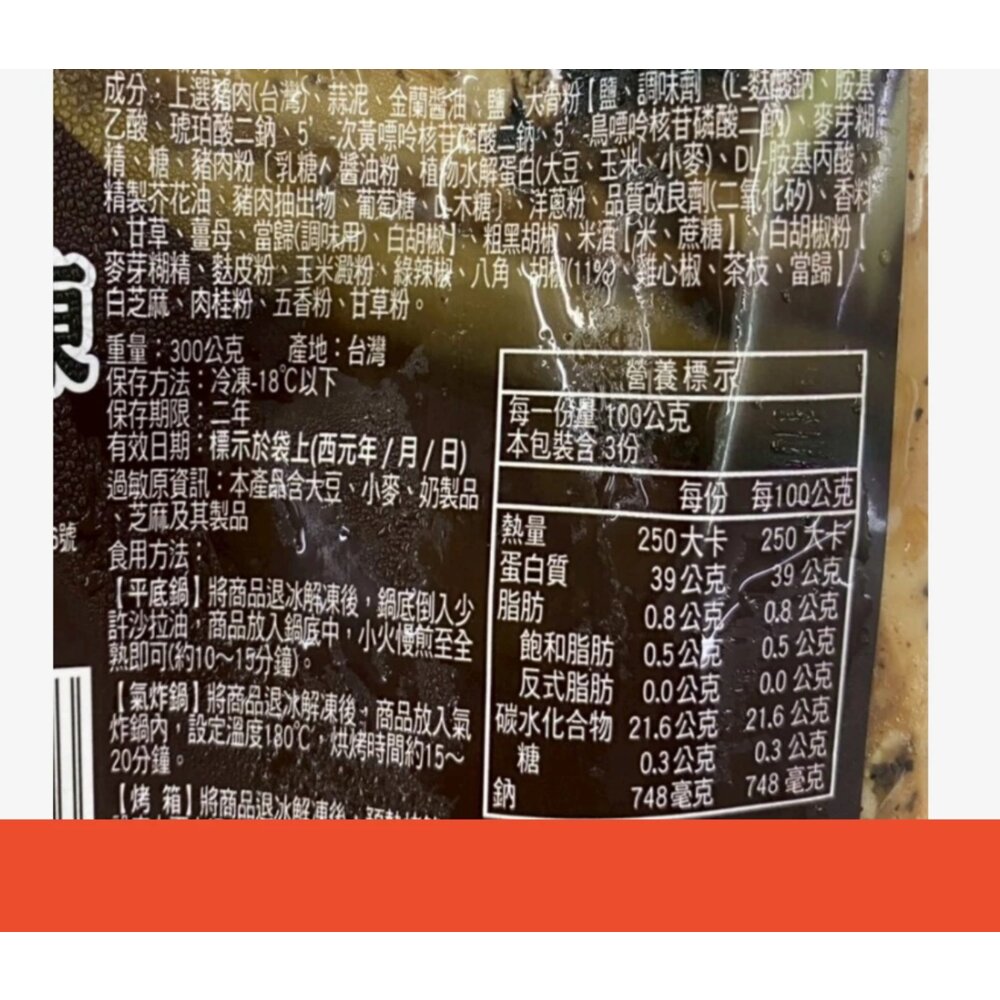 成分：上選豬肉(台灣)、蒜泥、金蘭醬油、鹽、大骨粉【鹽、調味劑（L-麩酸鈉、胺基
乙酸、琥珀酸二鈉、5'-次黃嘌呤核苷磷酸二鈉、5'-鳥嘌呤核苷磷酸二鈉)、麥芽糊
精、糖、豬肉粉〔乳糖、醬油粉、植物水解蛋白(大豆、玉米、小麥)、DL-胺基丙酸、
精製芥花油、豬肉抽出物、葡萄糖、L-木糖〕、洋蔥粉、品質改良劑(二氧化矽)、香料
、甘草、薑母、當歸(調味用)、白胡椒】、粗黑胡椒、米酒【米、蔗糖】、白胡椒粉【
麥芽糊精、麩皮粉、玉米澱粉、綠辣椒、八角、胡椒(11%)、雞心椒、茶枝、當歸】、
白芝麻、肉桂粉、五香粉、甘草粉。
重量：300公克 產地：台灣
保存方法：冷凍-18℃以下
保存期限：二年
有效日期：標示於袋上(西元年/月/日)
過敏原資訊：本產品含大豆、小麥、奶製品
、芝麻及其製品
號
食用方法：
【平底鍋】將商品退冰解凍後，鍋底倒入少
許沙拉油，商品放入鍋底中，小火慢煎至全
熟即可(約10～15分鐘)。
【氣炸鍋】將商品退冰解凍後，商品放入氣
炸鍋內，設定溫度180℃，烘烤時間約15～
20分鐘。
【烤 箱】將商品退冰解凍後，預熱
營養標示
每一份量 100公克
本包裝含 3份
每份 每100公克
熱量 250大卡 250大卡
蛋白質 39公克 39公克
脂肪 0.8公克 0.8公克
飽和脂肪 0.5公克 0.5公克
反式脂肪 0.0公克 0.0公克
碳水化合物 21.6公克 21.6公克
糖 0.3公克 0.3公克
鈉 748毫克 748毫克